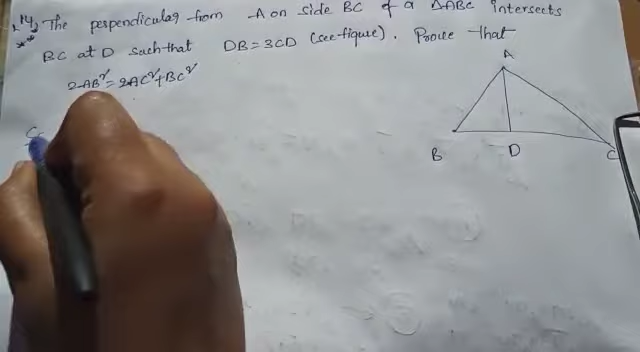 14, The perpendicular from A on side BC of a ΔABC intersects
** BC at D such that DB = 3CD (see figure). Prove that
2AB² = 2AC² + BC²
A
B D C